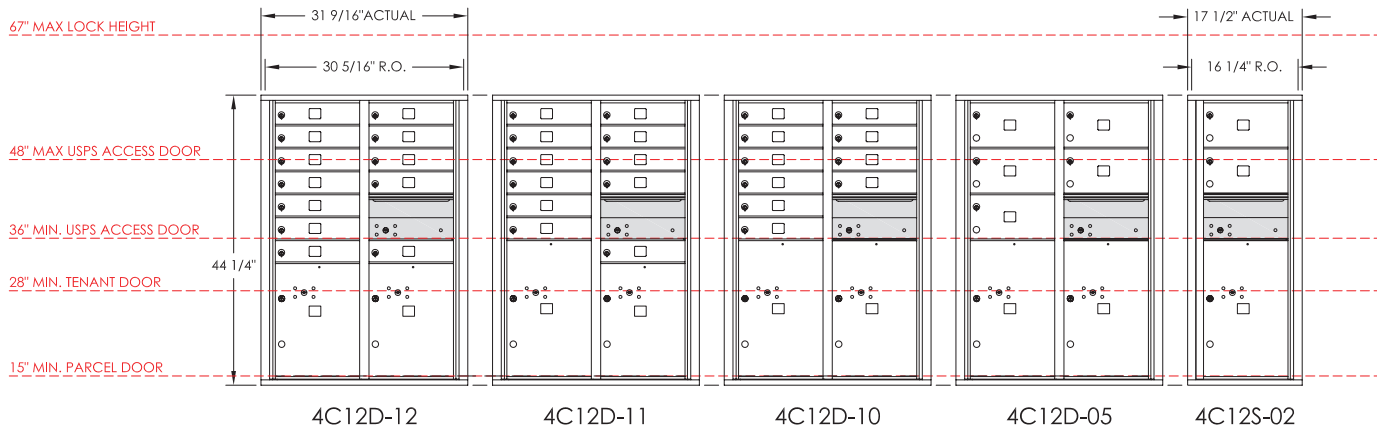 31 9/16"ACTUAL
17 1/2" ACTUAL
67" MAX LOCK HEIGHT
30 5/16" R.O.
16 1/4" R.O.
48" MAX USPS ACCESS DOOR
36" MIN. USPS ACCESS DOOR
44 1/4"
28" MIN. TENANT DOOR
15" MIN. PARCEL DOOR
4C12D-12
4C12D-11
4C12D-10
4C12D-05
4C12S-02